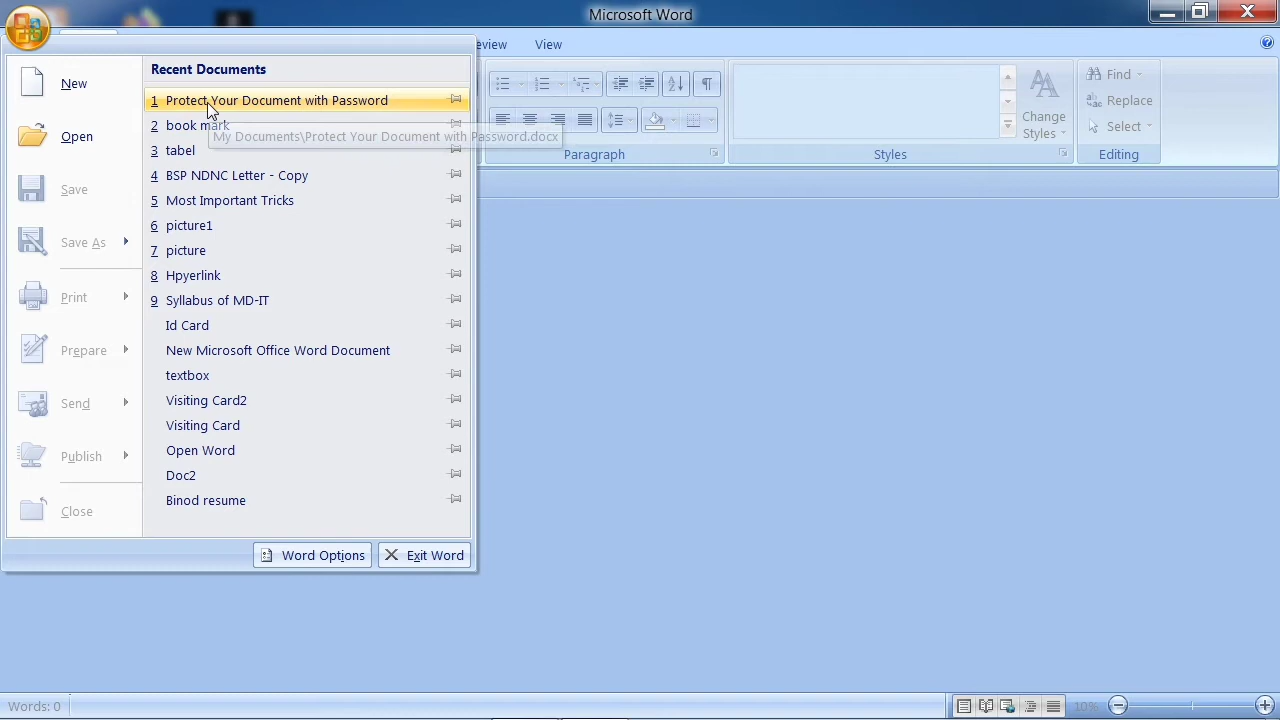 Microsoft Word
eview
View
New
Open
Save
Save As
Print
Prepare
Send
Publish
Close
Recent Documents
1 Protect Your Document with Password
2 book mark
My Documents\Protect Your Document with Password.docx
3 tabel
4 BSP NDNC Letter - Copy
5 Most Important Tricks
6 picture1
7 picture
8 Hpyerlink
9 Syllabus of MD-IT
Id Card
New Microsoft Office Word Document
textbox
Visiting Card2
Visiting Card
Open Word
Doc2
Binod resume
Word Options
Exit Word
Paragraph
Change
Styles
Styles
Find
Replace
Select
Editing
Words: 0
10%